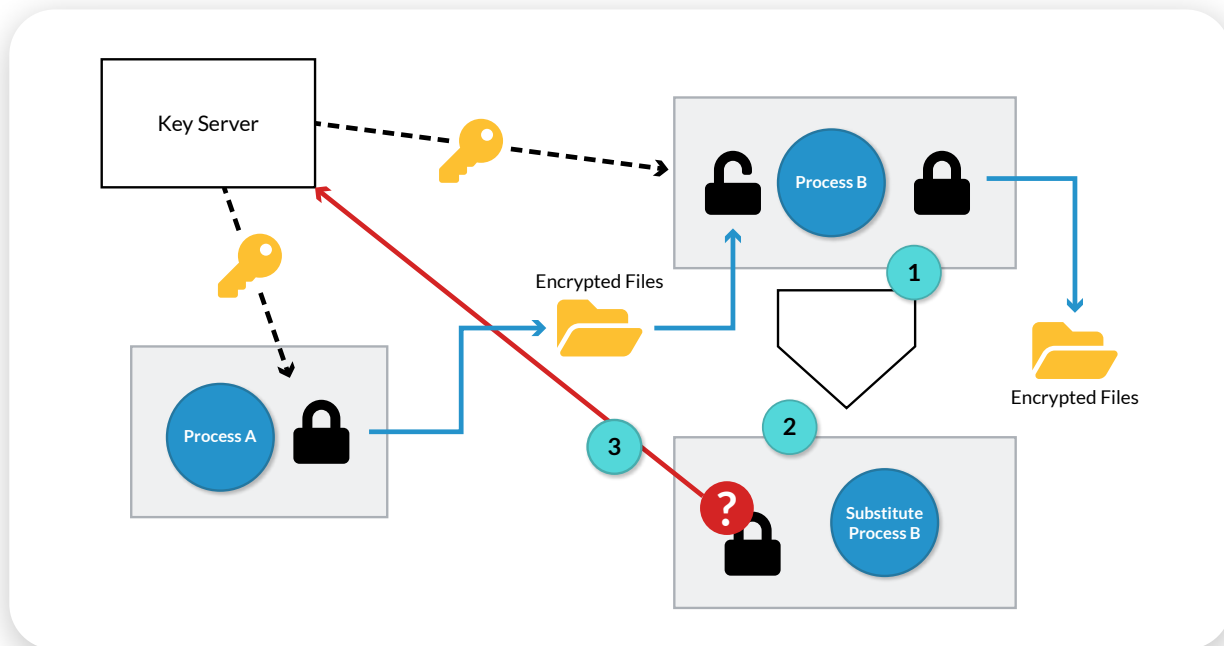 Key Server
Process B
1
Encrypted Files
Encrypted Files
2
Process A
3
?
Substitute
Process B